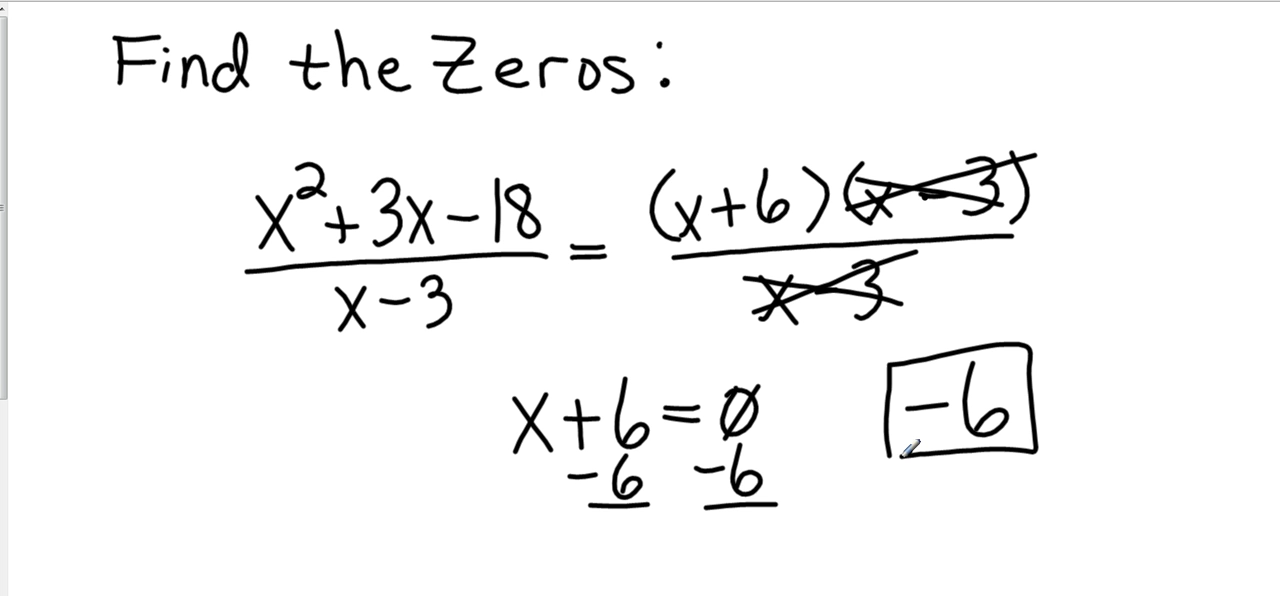 Find the Zeros:
x²+3x-18 / x-3 = (x+6)(x-3) / x-3
x+6=0
-6 -6
-6